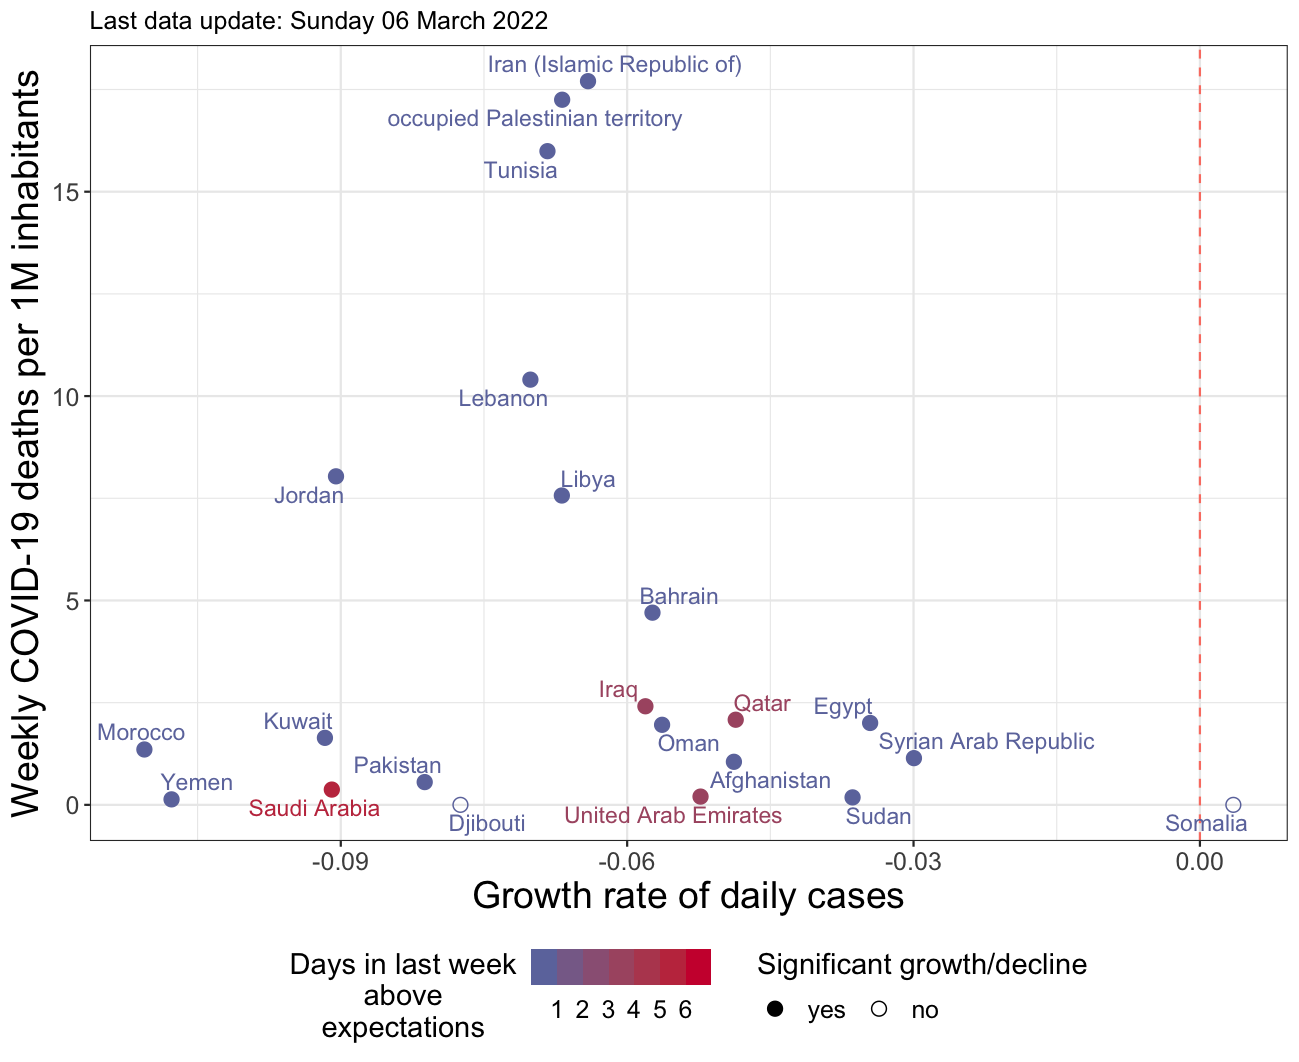 Last data update: Sunday 06 March 2022
Weekly COVID-19 deaths per 1M inhabitants
Iran (Islamic Republic of)
occupied Palestinian territory
Tunisia
15
10
Lebanon
Libya
Jordan
5
Bahrain
Iraq
Qatar
Egypt
Kuwait
Morocco
Oman
Syrian Arab Republic
Pakistan
Yemen
Afghanistan
0
Saudi Arabia
United Arab Emirates
Sudan
Djibouti
Somalia
-0.09
-0.06
-0.03
0.00
Growth rate of daily cases
Days in last week
above
expectations
1 2 3 4 5 6
Significant growth/decline
yes
no